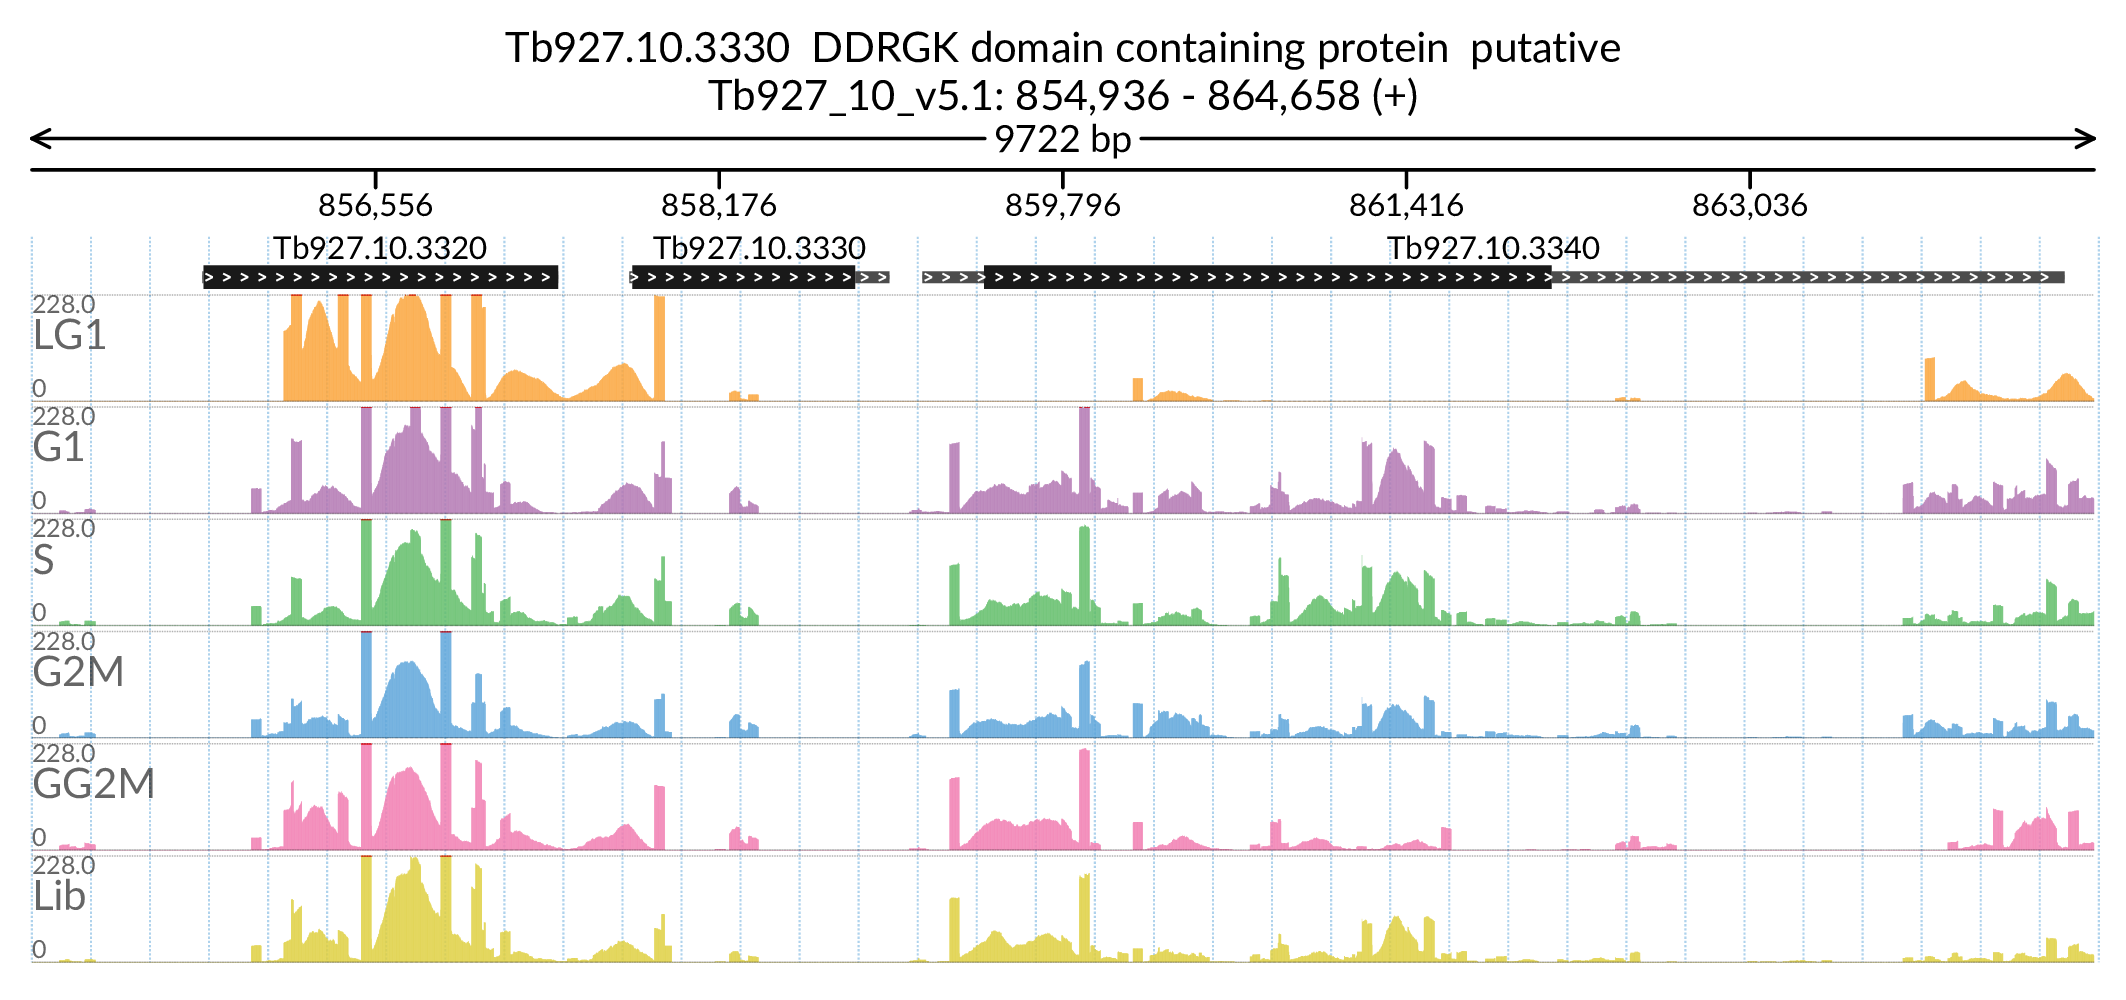 Tb927.10.3330  DDRGK domain containing protein  putative
Tb927_10_v5.1: 854,936 - 864,658 (+)
9722 bp
856,556 858,176 859,796 861,416 863,036
Tb927.10.3320 Tb927.10.3330 Tb927.10.3340
228.0
LG1
0
228.0
G1
0
228.0
S
0
228.0
G2M
0
228.0
GG2M
0
228.0
Lib
0